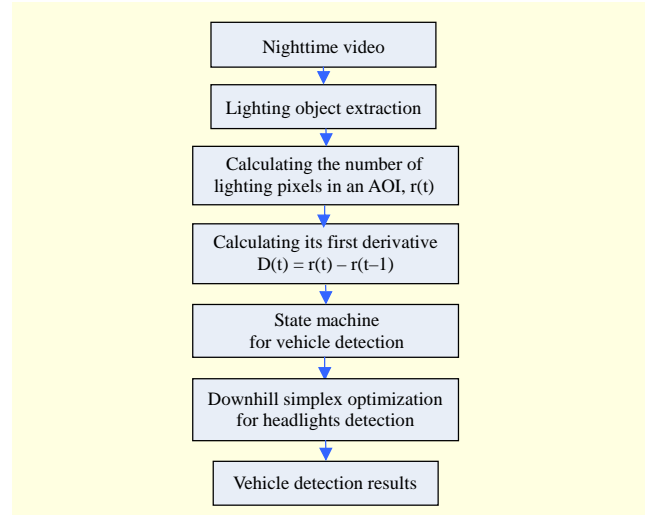 Nighttime video
Lighting object extraction
Calculating the number of
lighting pixels in an AOI, r(t)
Calculating its first derivative
D(t) = r(t) – r(t–1)
State machine
for vehicle detection
Downhill simplex optimization
for headlights detection
Vehicle detection results